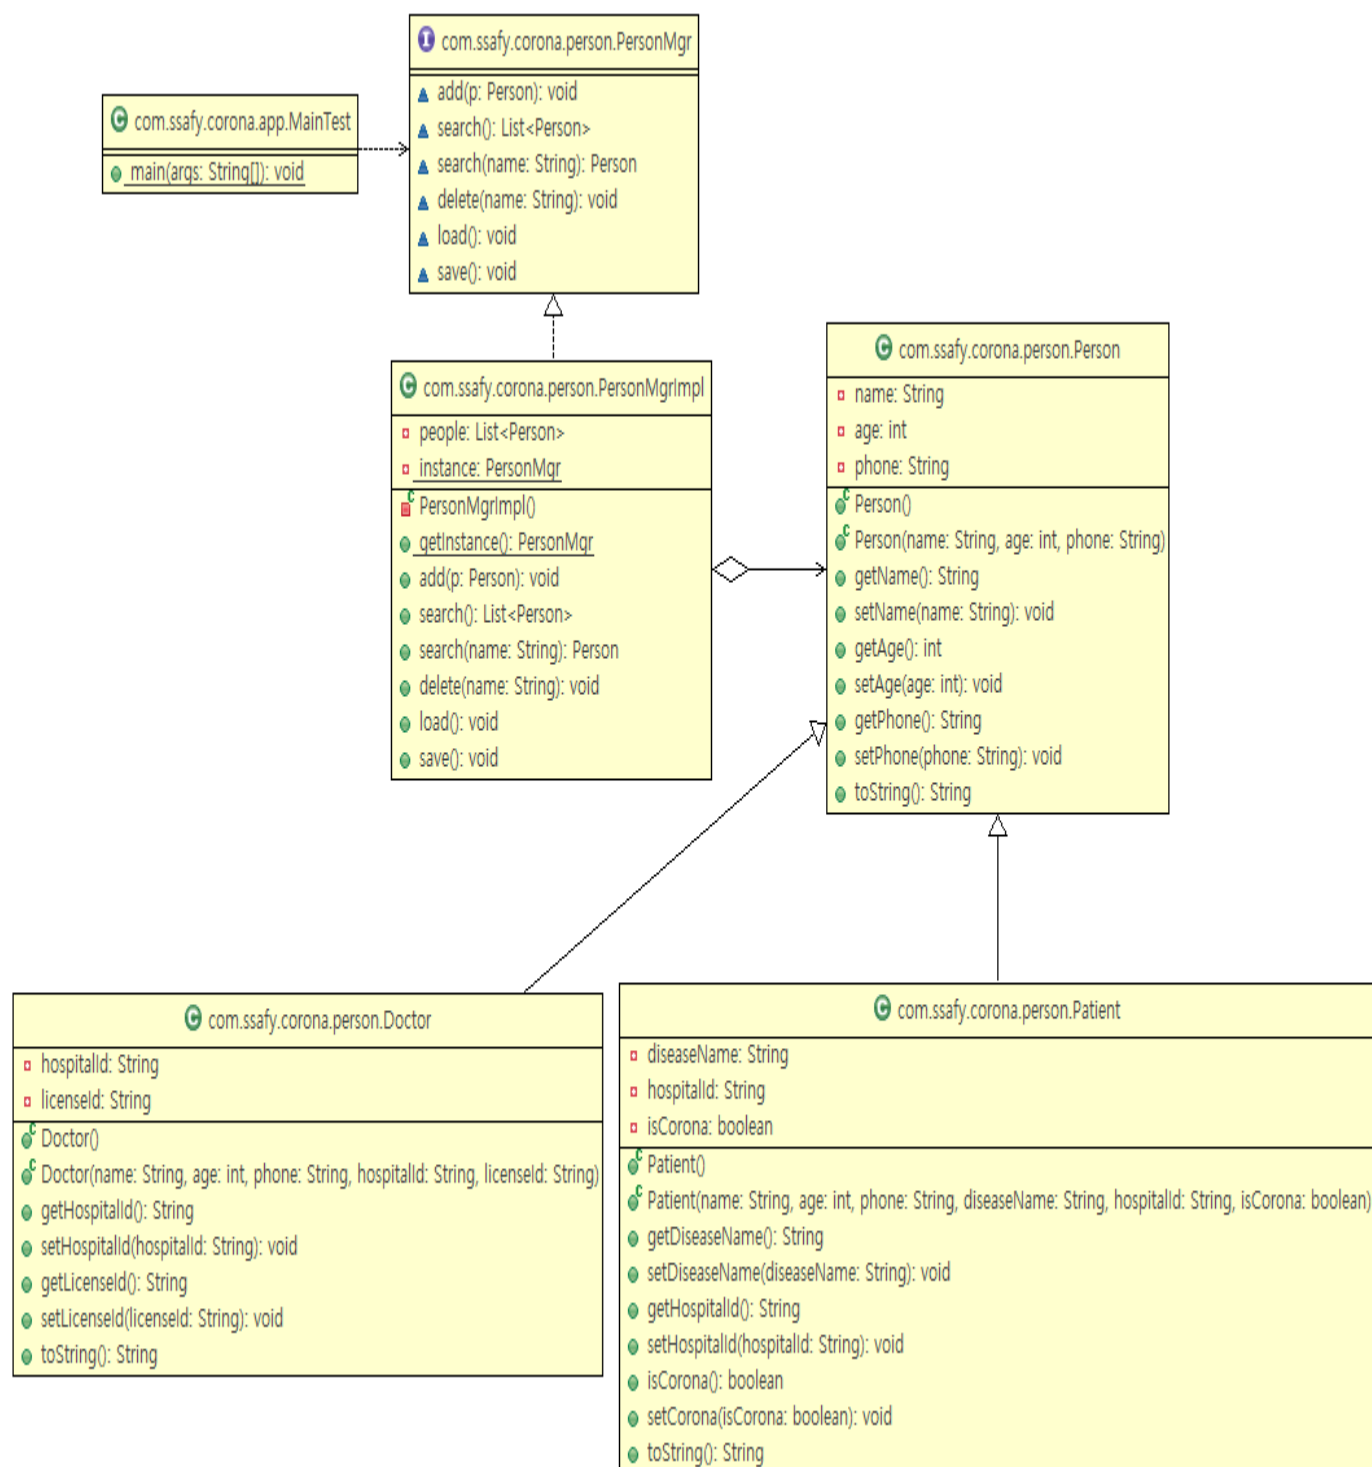 com.ssafy.corona.person.PersonMgr
add(p: Person): void
search(): List<Person>
search(name: String): Person
delete(name: String): void
load(): void
save(): void
com.ssafy.corona.app.MainTest
main(args: String[]): void
com.ssafy.corona.person.PersonMgrImpl
people: List<Person>
instance: PersonMgr
PersonMgrImpl()
getInstance(): PersonMgr
add(p: Person): void
search(): List<Person>
search(name: String): Person
delete(name: String): void
load(): void
save(): void
com.ssafy.corona.person.Person
name: String
age: int
phone: String
Person()
Person(name: String, age: int, phone: String)
getName(): String
setName(name: String): void
getAge(): int
setAge(age: int): void
getPhone(): String
setPhone(phone: String): void
toString(): String
com.ssafy.corona.person.Doctor
hospitalId: String
licenseId: String
Doctor()
Doctor(name: String, age: int, phone: String, hospitalId: String, licenseId: String)
getHospitalId(): String
setHospitalId(hospitalId: String): void
getLicenseId(): String
setLicenseId(licenseId: String): void
toString(): String
com.ssafy.corona.person.Patient
diseaseName: String
hospitalId: String
isCorona: boolean
Patient()
Patient(name: String, age: int, phone: String, diseaseName: String, hospitalId: String, isCorona: boolean)
getDiseaseName(): String
setDiseaseName(diseaseName: String): void
getHospitalId(): String
setHospitalId(hospitalId: String): void
isCorona(): boolean
setCorona(isCorona: boolean): void
toString(): String